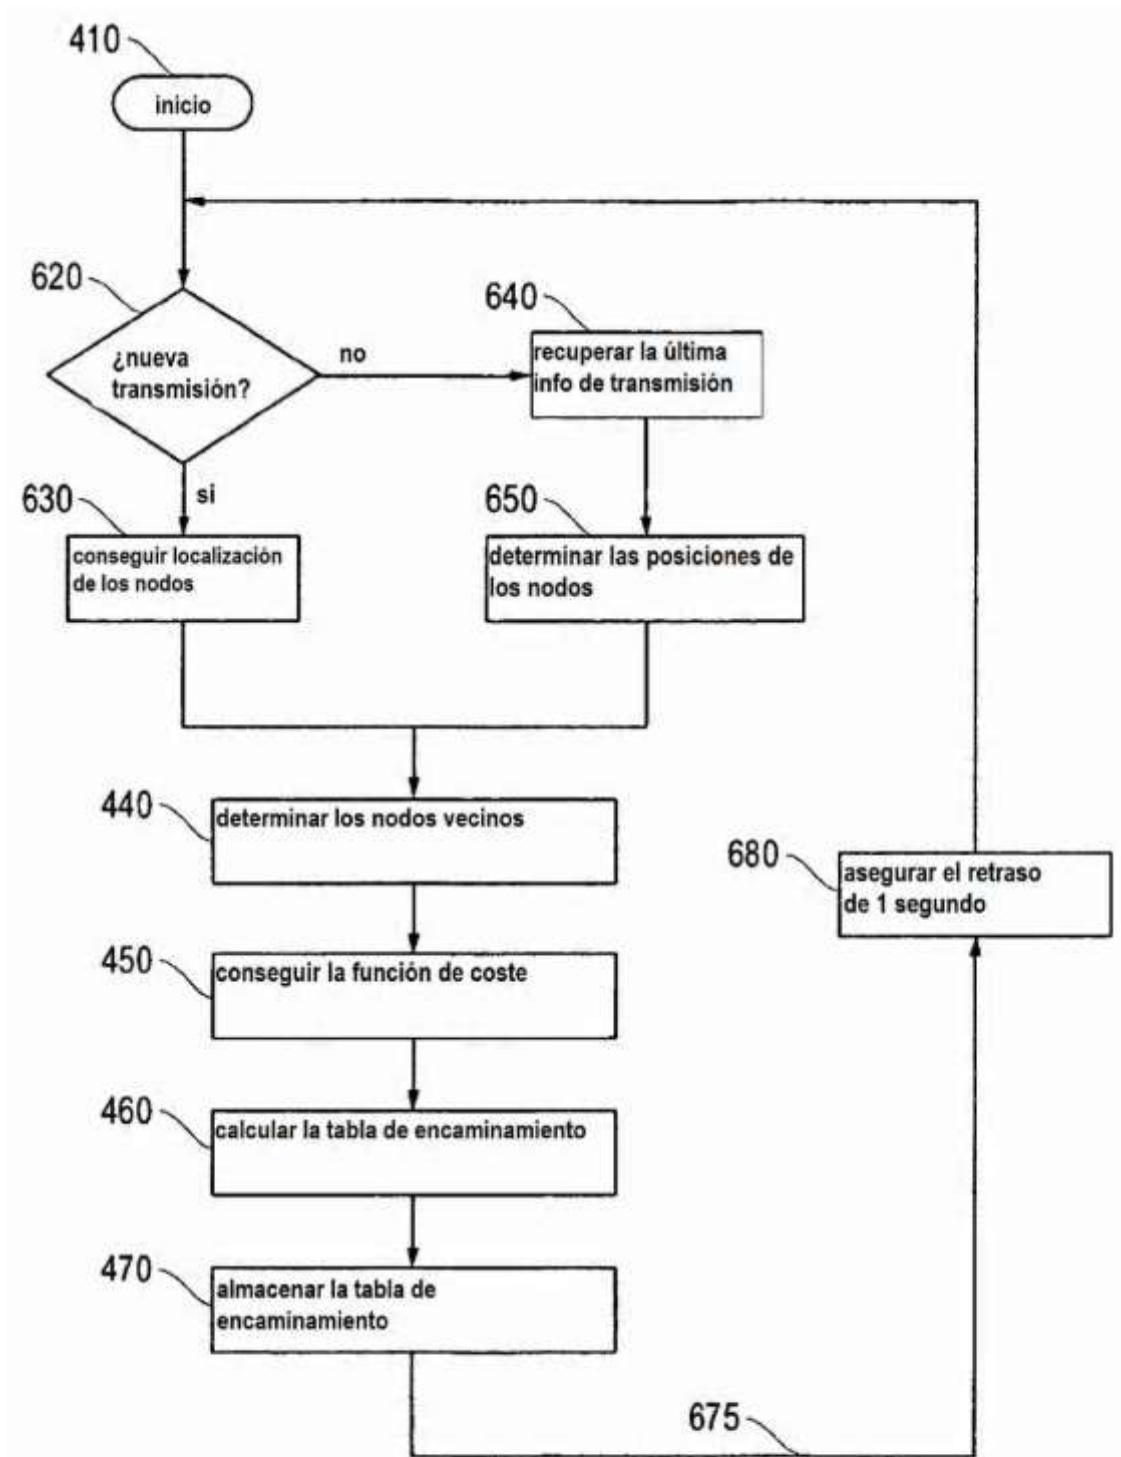 410
inicio
620
¿nueva
transmisión?
no
640
recuperar la última
info de transmisión
si
630
conseguir localización
de los nodos
650
determinar las posiciones de
los nodos
440
determinar los nodos vecinos
680
asegurar el retraso
de 1 segundo
450
conseguir la función de coste
460
calcular la tabla de encaminamiento
470
almacenar la tabla de
encaminamiento
675